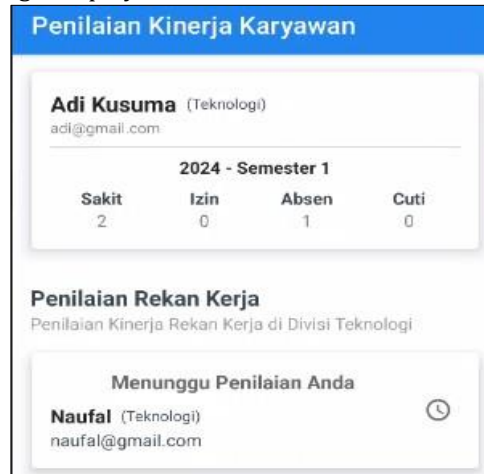 Penilaian Kinerja Karyawan
Adi Kusuma (Teknologi)
adi@gmail.com
2024 - Semester 1
Sakit Izin Absen Cuti
2 0 1 0
Penilaian Rekan Kerja
Penilaian Kinerja Rekan Kerja di Divisi Teknologi
Menunggu Penilaian Anda
Naufal (Teknologi)
naufal@gmail.com